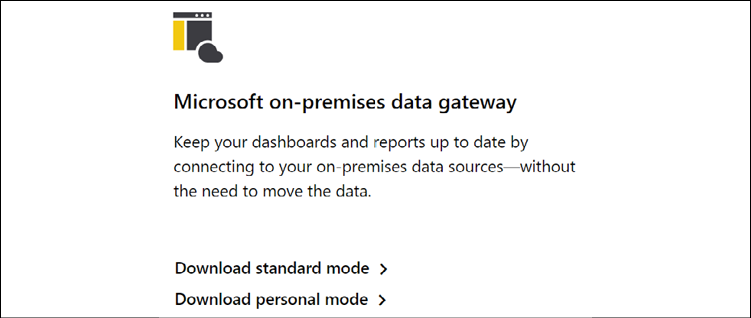 Microsoft on-premises data gateway
Keep your dashboards and reports up to date by
connecting to your on-premises data sources—without
the need to move the data.
Download standard mode
Download personal mode